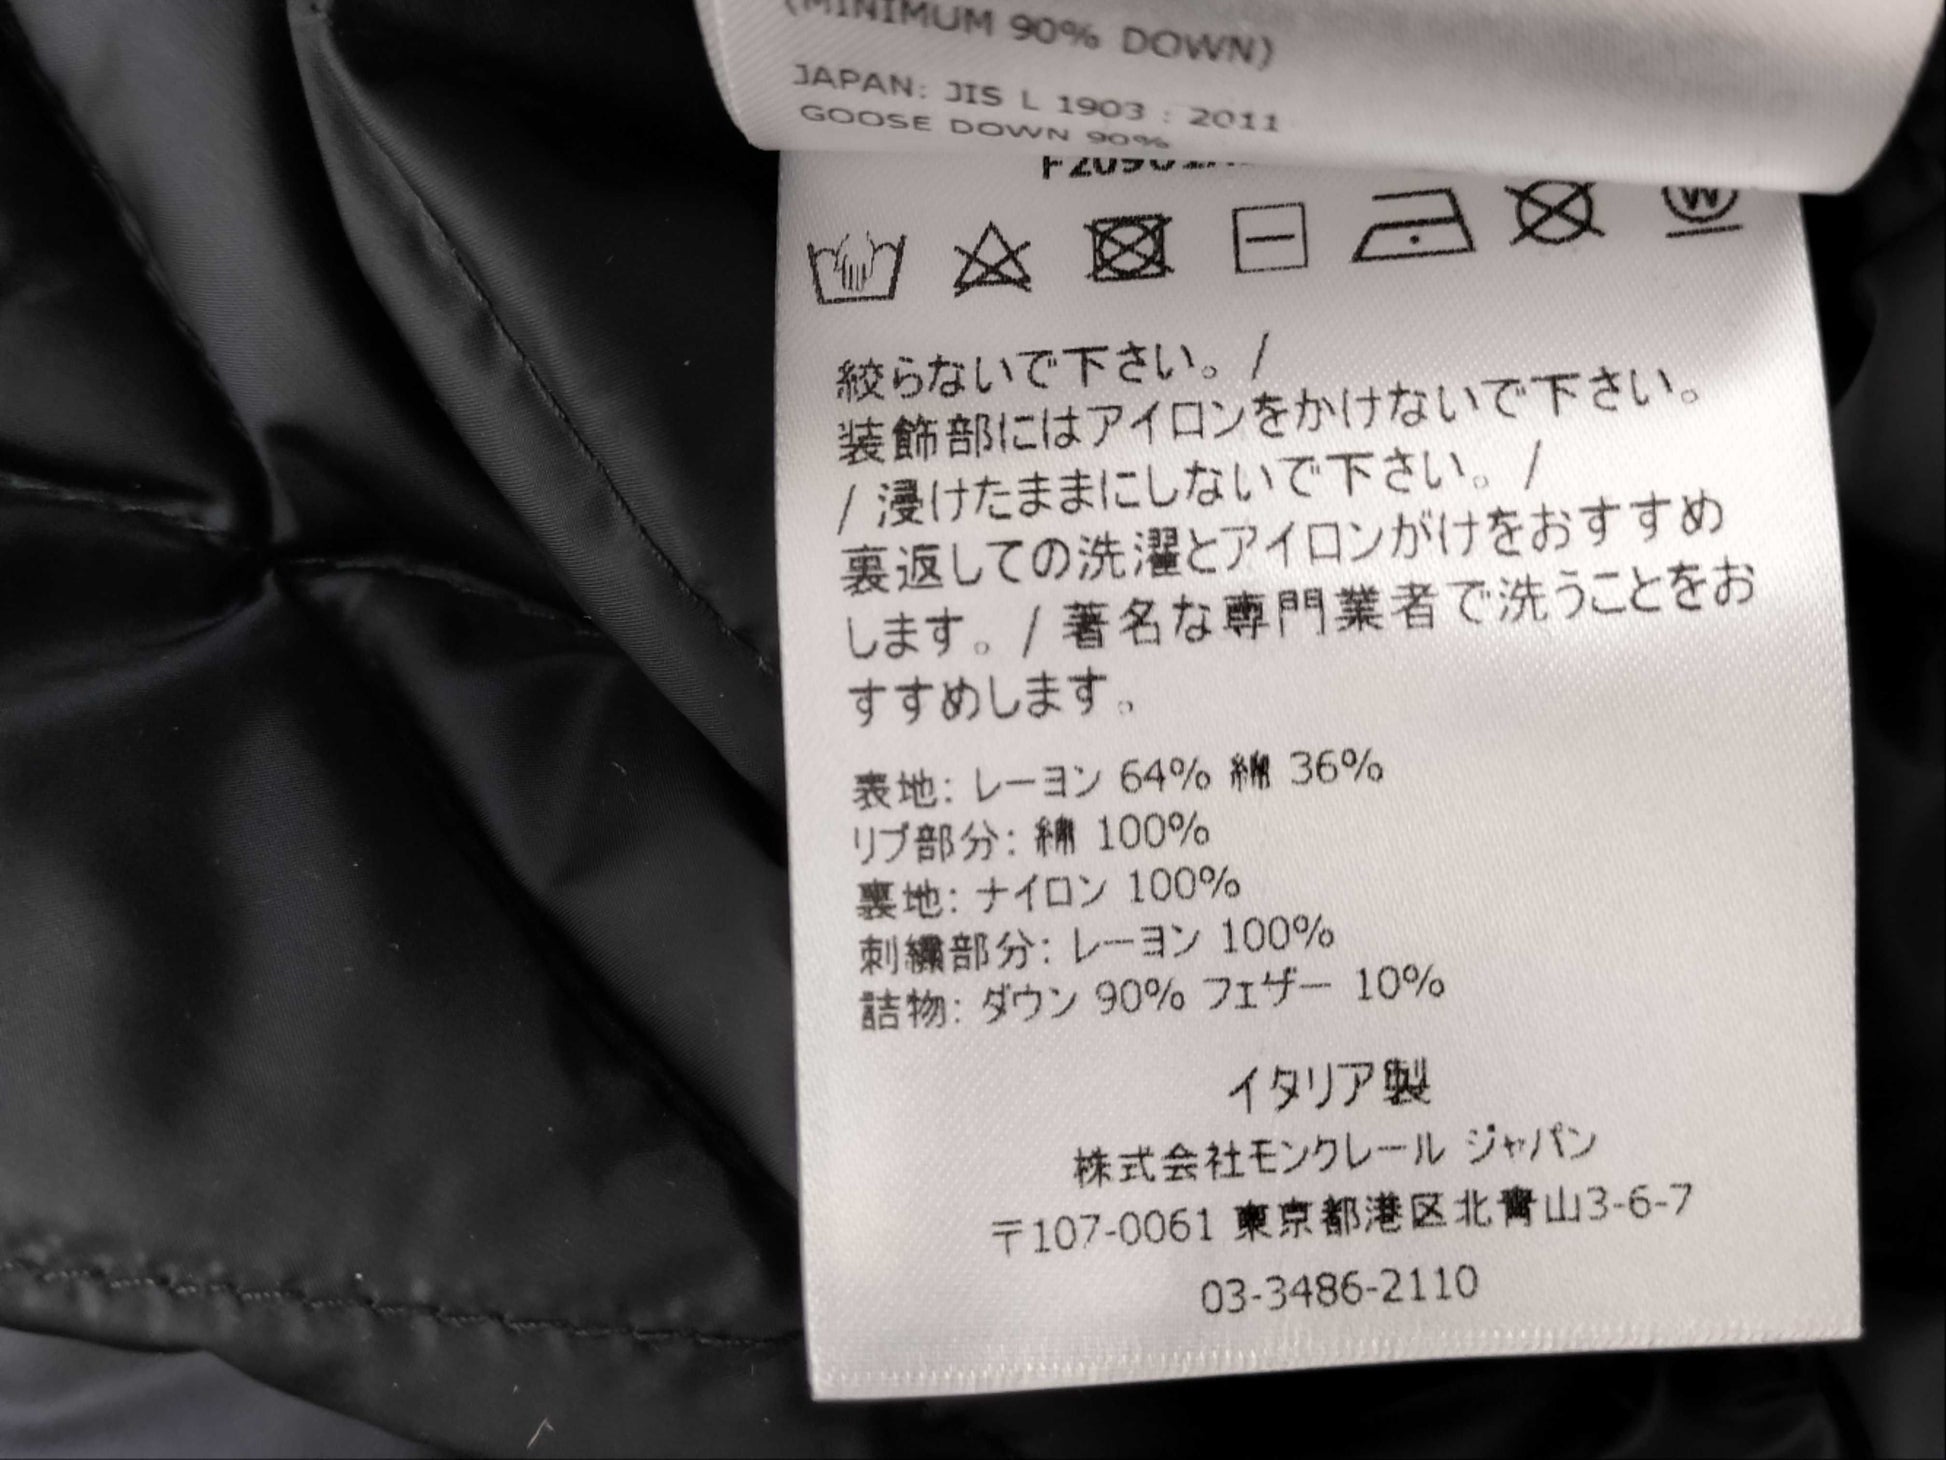 (MINIMUM 90% DOWN)
JAPAN: JIS L 1903 : 2011
GOOSE DOWN 90%
W
絞らないで下さい。/
装飾部にはアイロンをかけないで下さい。
/ 浸けたままにしないで下さい。/
裏返しての洗濯とアイロンがけをおすすめ
します。/ 著名な専門業者で洗うことをお
すすめします。
表地: レーヨン 64% 綿 36%
リブ部分: 綿 100%
裏地: ナイロン 100%
刺繍部分: レーヨン 100%
詰物: ダウン 90% フェザー 10%
イタリア製
株式会社モンクレール ジャパン
〒107-0061 東京都港区北青山3-6-7
03-3486-2110